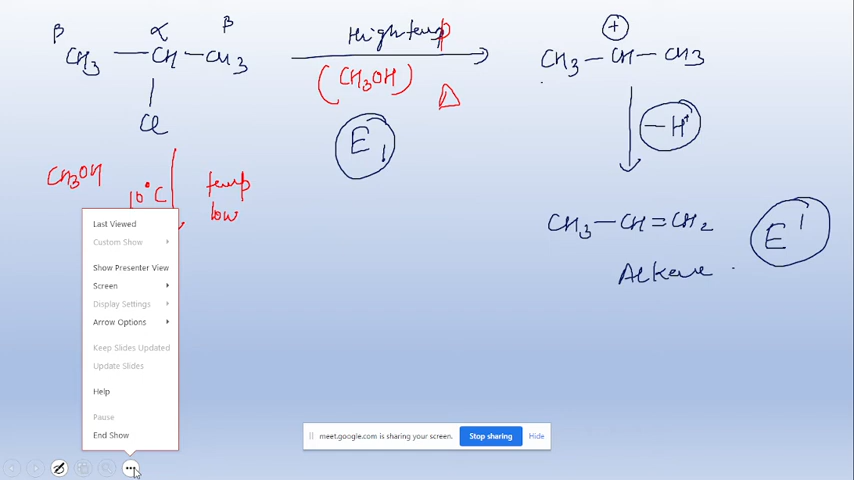 β α β
CH3 — CH — CH3
Cl
High temp
(CH3OH) Δ
E1
+
CH3 — CH — CH3
—H+
CH3 — CH = CH2
E1
Alkene
CH3OH
10°C
temp
low
Last Viewed
Custom Show
Show Presenter View
Screen
Display Settings
Arrow Options
Keep Slides Updated
Update Slides
Help
Pause
End Show
meet.google.com is sharing your screen. Stop sharing Hide